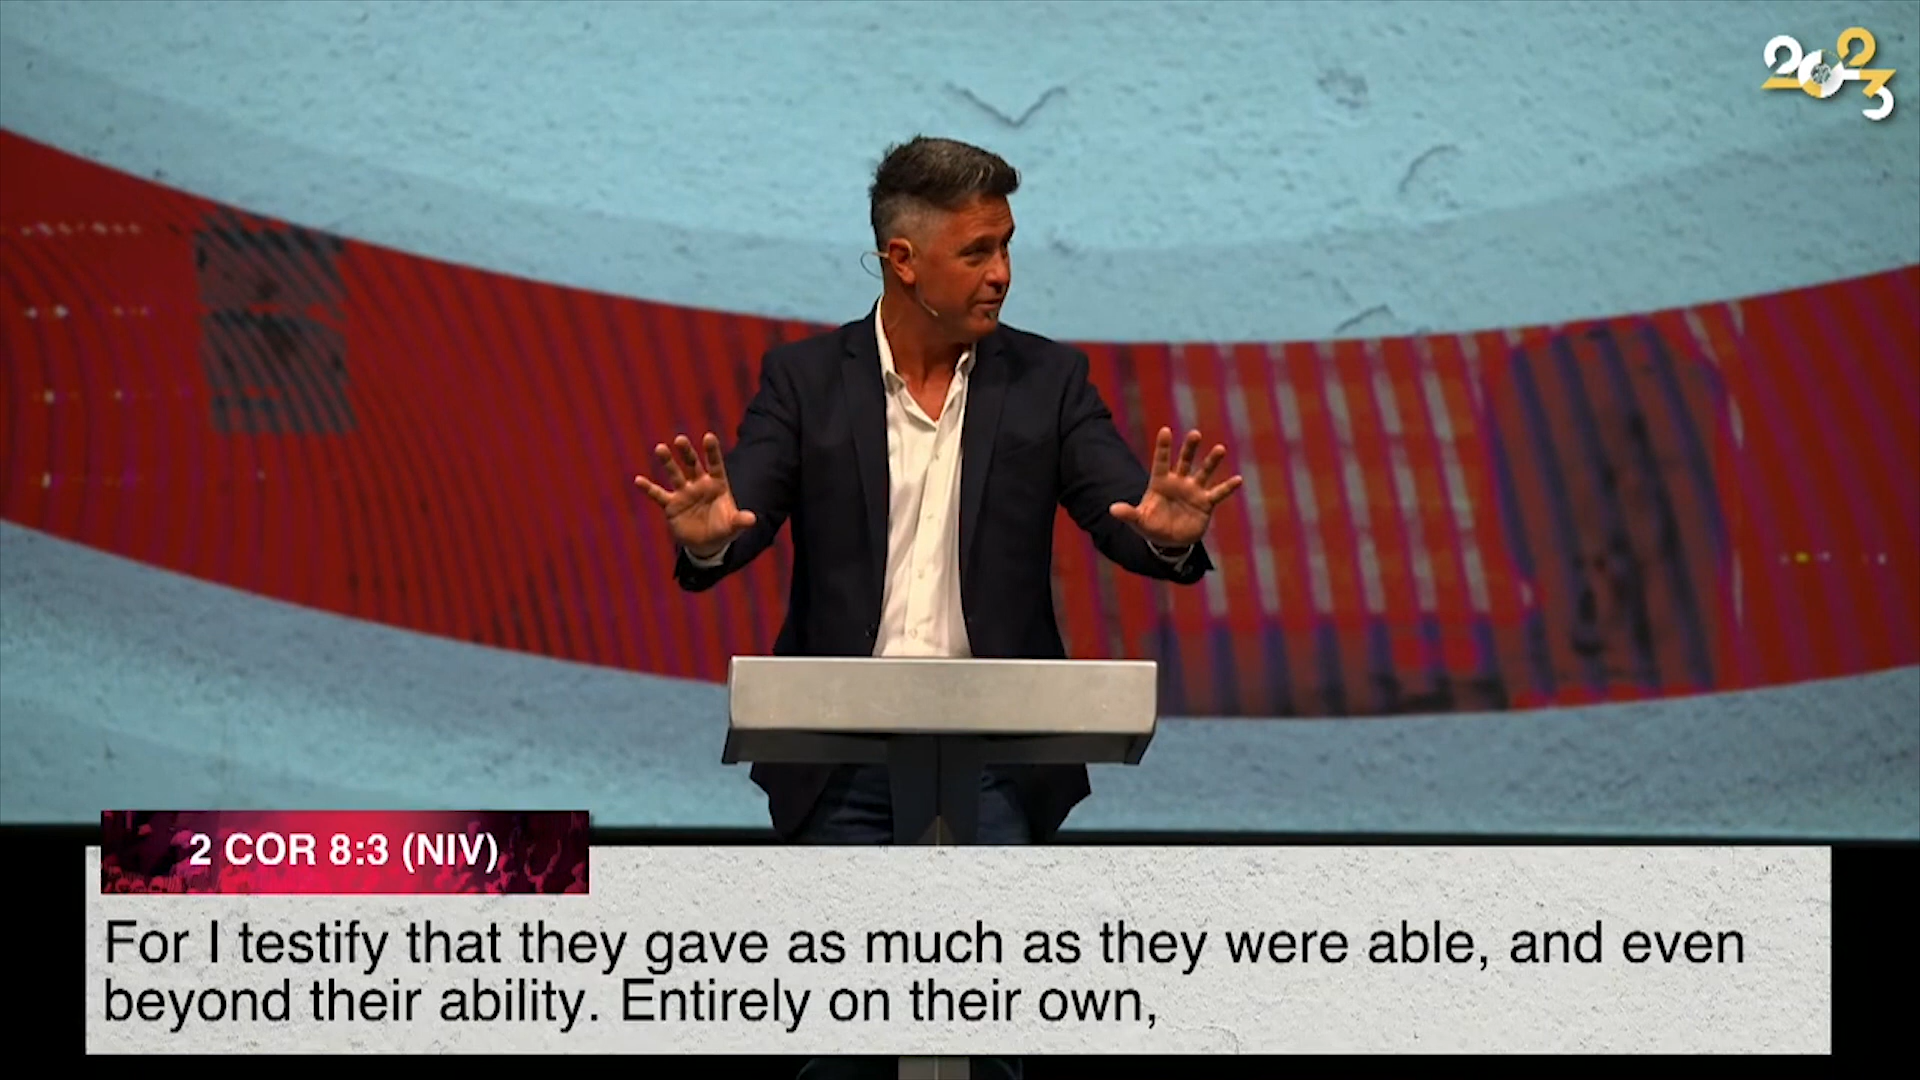 2023
2 COR 8:3 (NIV)
For I testify that they gave as much as they were able, and even
beyond their ability. Entirely on their own,